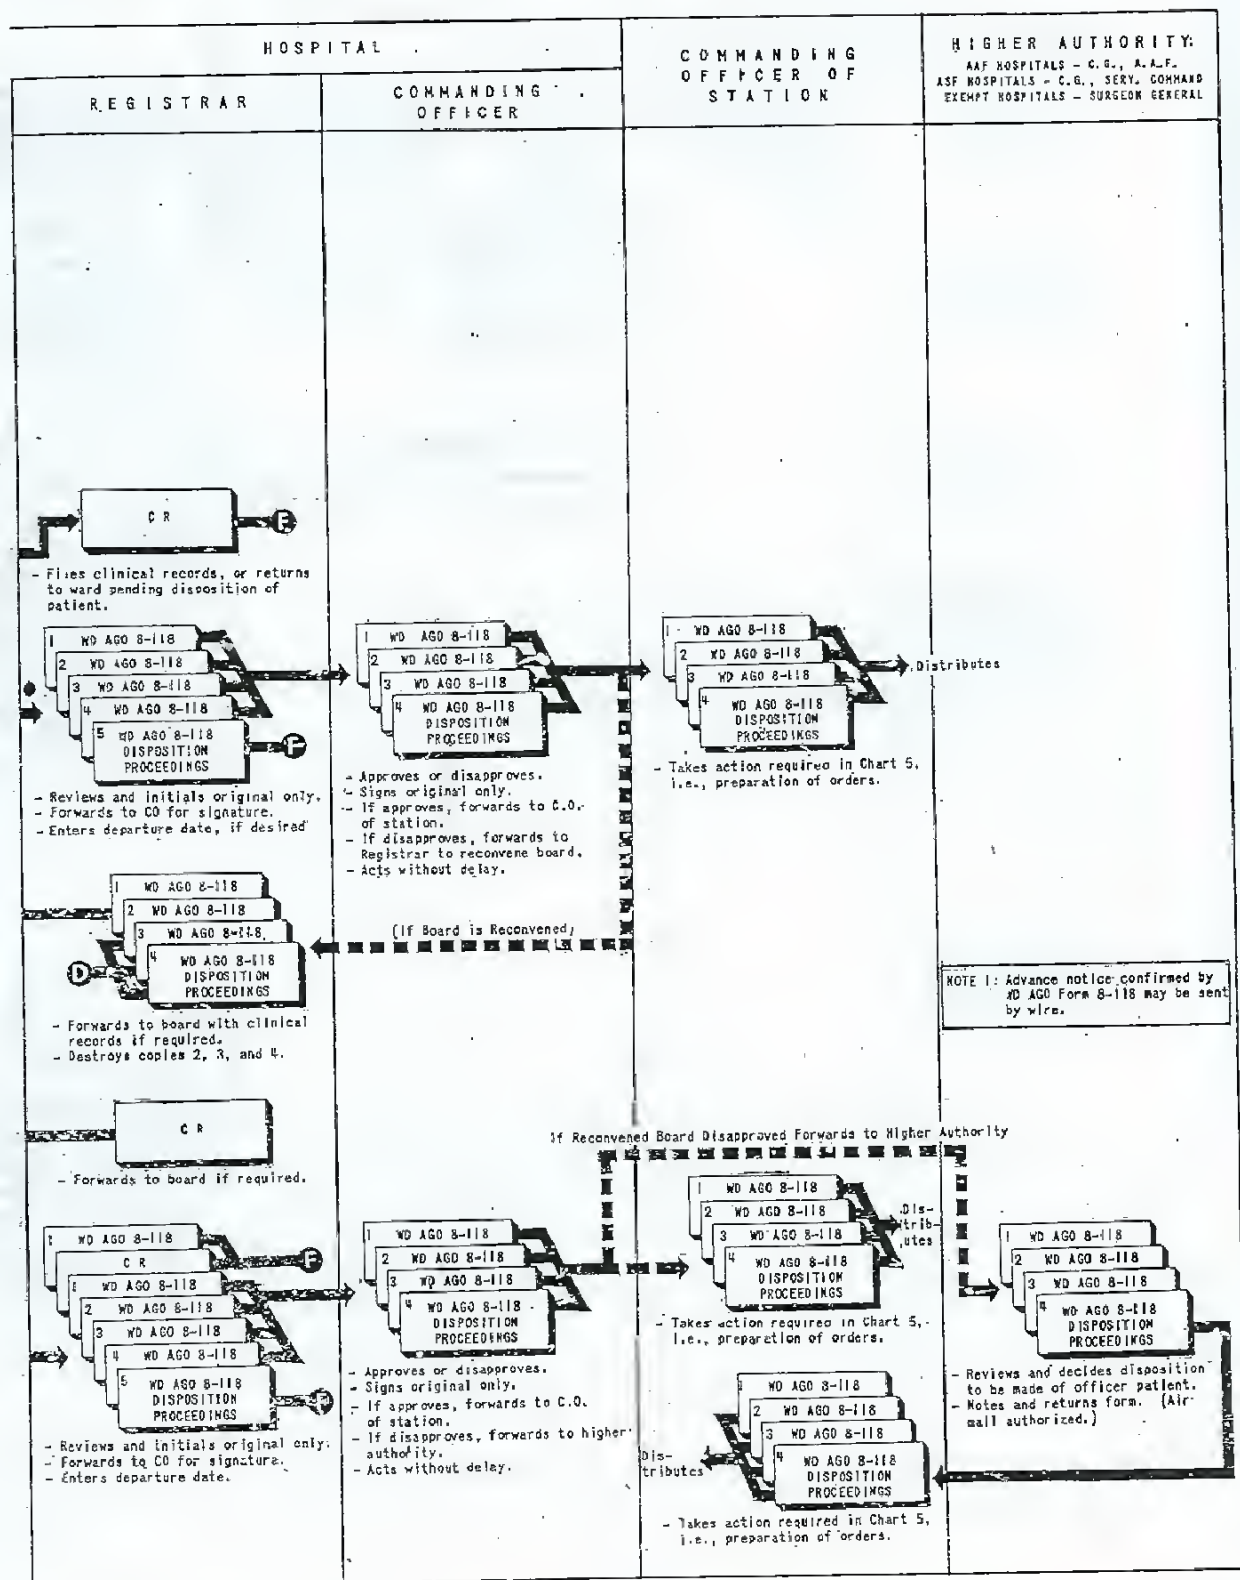 HOSPITAL
REGISTRAR
COMMANDING
OFFICER
COMMANDING
OFFICER OF
STATION
HIGHER AUTHORITY:
AAF HOSPITALS - C.G., A.A.F.
ASF HOSPITALS - C.G., SERV. COMMAND
EXEMPT HOSPITALS - SURGEON GENERAL
C R
F
- Files clinical records, or returns
to ward pending disposition of
patient.
1 WD AGO 8-118
2 WD AGO 8-118
3 WD AGO 8-118
4 WD AGO 8-118
5 WD AGO 8-118
DISPOSITION
PROCEEDINGS
F
- Reviews and initials original only.
- Forwards to CO for signature.
- Enters departure date, if desired
1 WD AGO 8-118
2 WD AGO 8-118
3 WD AGO 8-118
4 WD AGO 8-118
DISPOSITION
PROCEEDINGS
- Approves or disapproves.
- Signs original only.
- If approves, forwards to C.O.
of station.
- If disapproves, forwards to
Registrar to reconvene board.
- Acts without delay.
1 WD AGO 8-118
2 WD AGO 8-118
3 WD AGO 8-118
4 WD AGO 8-118
DISPOSITION
PROCEEDINGS
Distributes
- Takes action required in Chart 5,
i.e., preparation of orders.
1 WD AGO 8-118
2 WD AGO 8-118
3 WD AGO 8-118
4 WD AGO 8-118
DISPOSITION
PROCEEDINGS
D
(If Board is Reconvened)
- Forwards to board with clinical
records if required.
- Destroys copies 2, 3, and 4.
NOTE 1: Advance notice confirmed by
WD AGO Form 8-118 may be sent
by wire.
C R
- Forwards to board if required.
If Reconvened Board Disapproved Forwards to Higher Authority
1 WD AGO 8-118
C R
F
1 WD AGO 8-118
2 WD AGO 8-118
3 WD AGO 8-118
4 WD AGO 8-118
5 WD AGO 8-118
DISPOSITION
PROCEEDINGS
- Reviews and initials original only.
- Forwards to CO for signature.
- Enters departure date.
1 WD AGO 8-118
2 WD AGO 8-118
3 WD AGO 8-118
4 WD AGO 8-118
DISPOSITION
PROCEEDINGS
- Approves or disapproves.
- Signs original only.
- If approves, forwards to C.O.
of station.
- If disapproves, forwards to higher
authority.
- Acts without delay.
1 WD AGO 8-118
2 WD AGO 8-118
3 WD AGO 8-118
4 WD AGO 8-118
DISPOSITION
PROCEEDINGS
Dis-
trib-
utes
- Takes action required in Chart 5,
i.e., preparation of orders.
1 WD AGO 8-118
2 WD AGO 8-118
3 WD AGO 8-118
4 WD AGO 8-118
DISPOSITION
PROCEEDINGS
- Reviews and decides disposition
to be made of officer patient.
- Notes and returns form. (Air-
mail authorized.)
1 WD AGO 8-118
2 WD AGO 8-118
3 WD AGO 8-118
4 WD AGO 8-118
DISPOSITION
PROCEEDINGS
Dis-
tributes
- Takes action required in Chart 5,
i.e., preparation of orders.